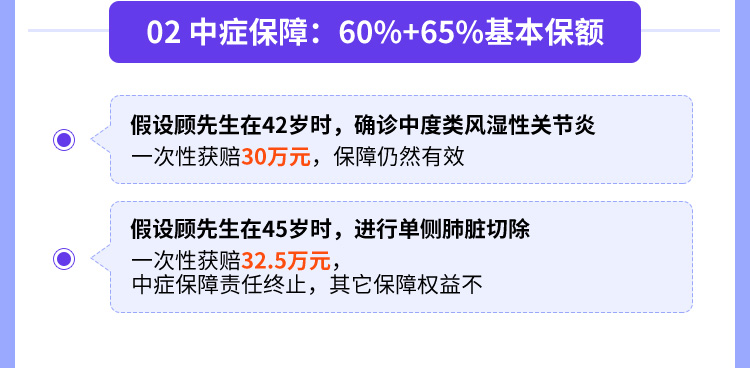 02 中症保障：60%+65%基本保额
假设顾先生在42岁时，确诊中度类风湿性关节炎
一次性获赔30万元，保障仍然有效
假设顾先生在45岁时，进行单侧肺脏切除
一次性获赔32.5万元，
中症保障责任终止，其它保障权益不